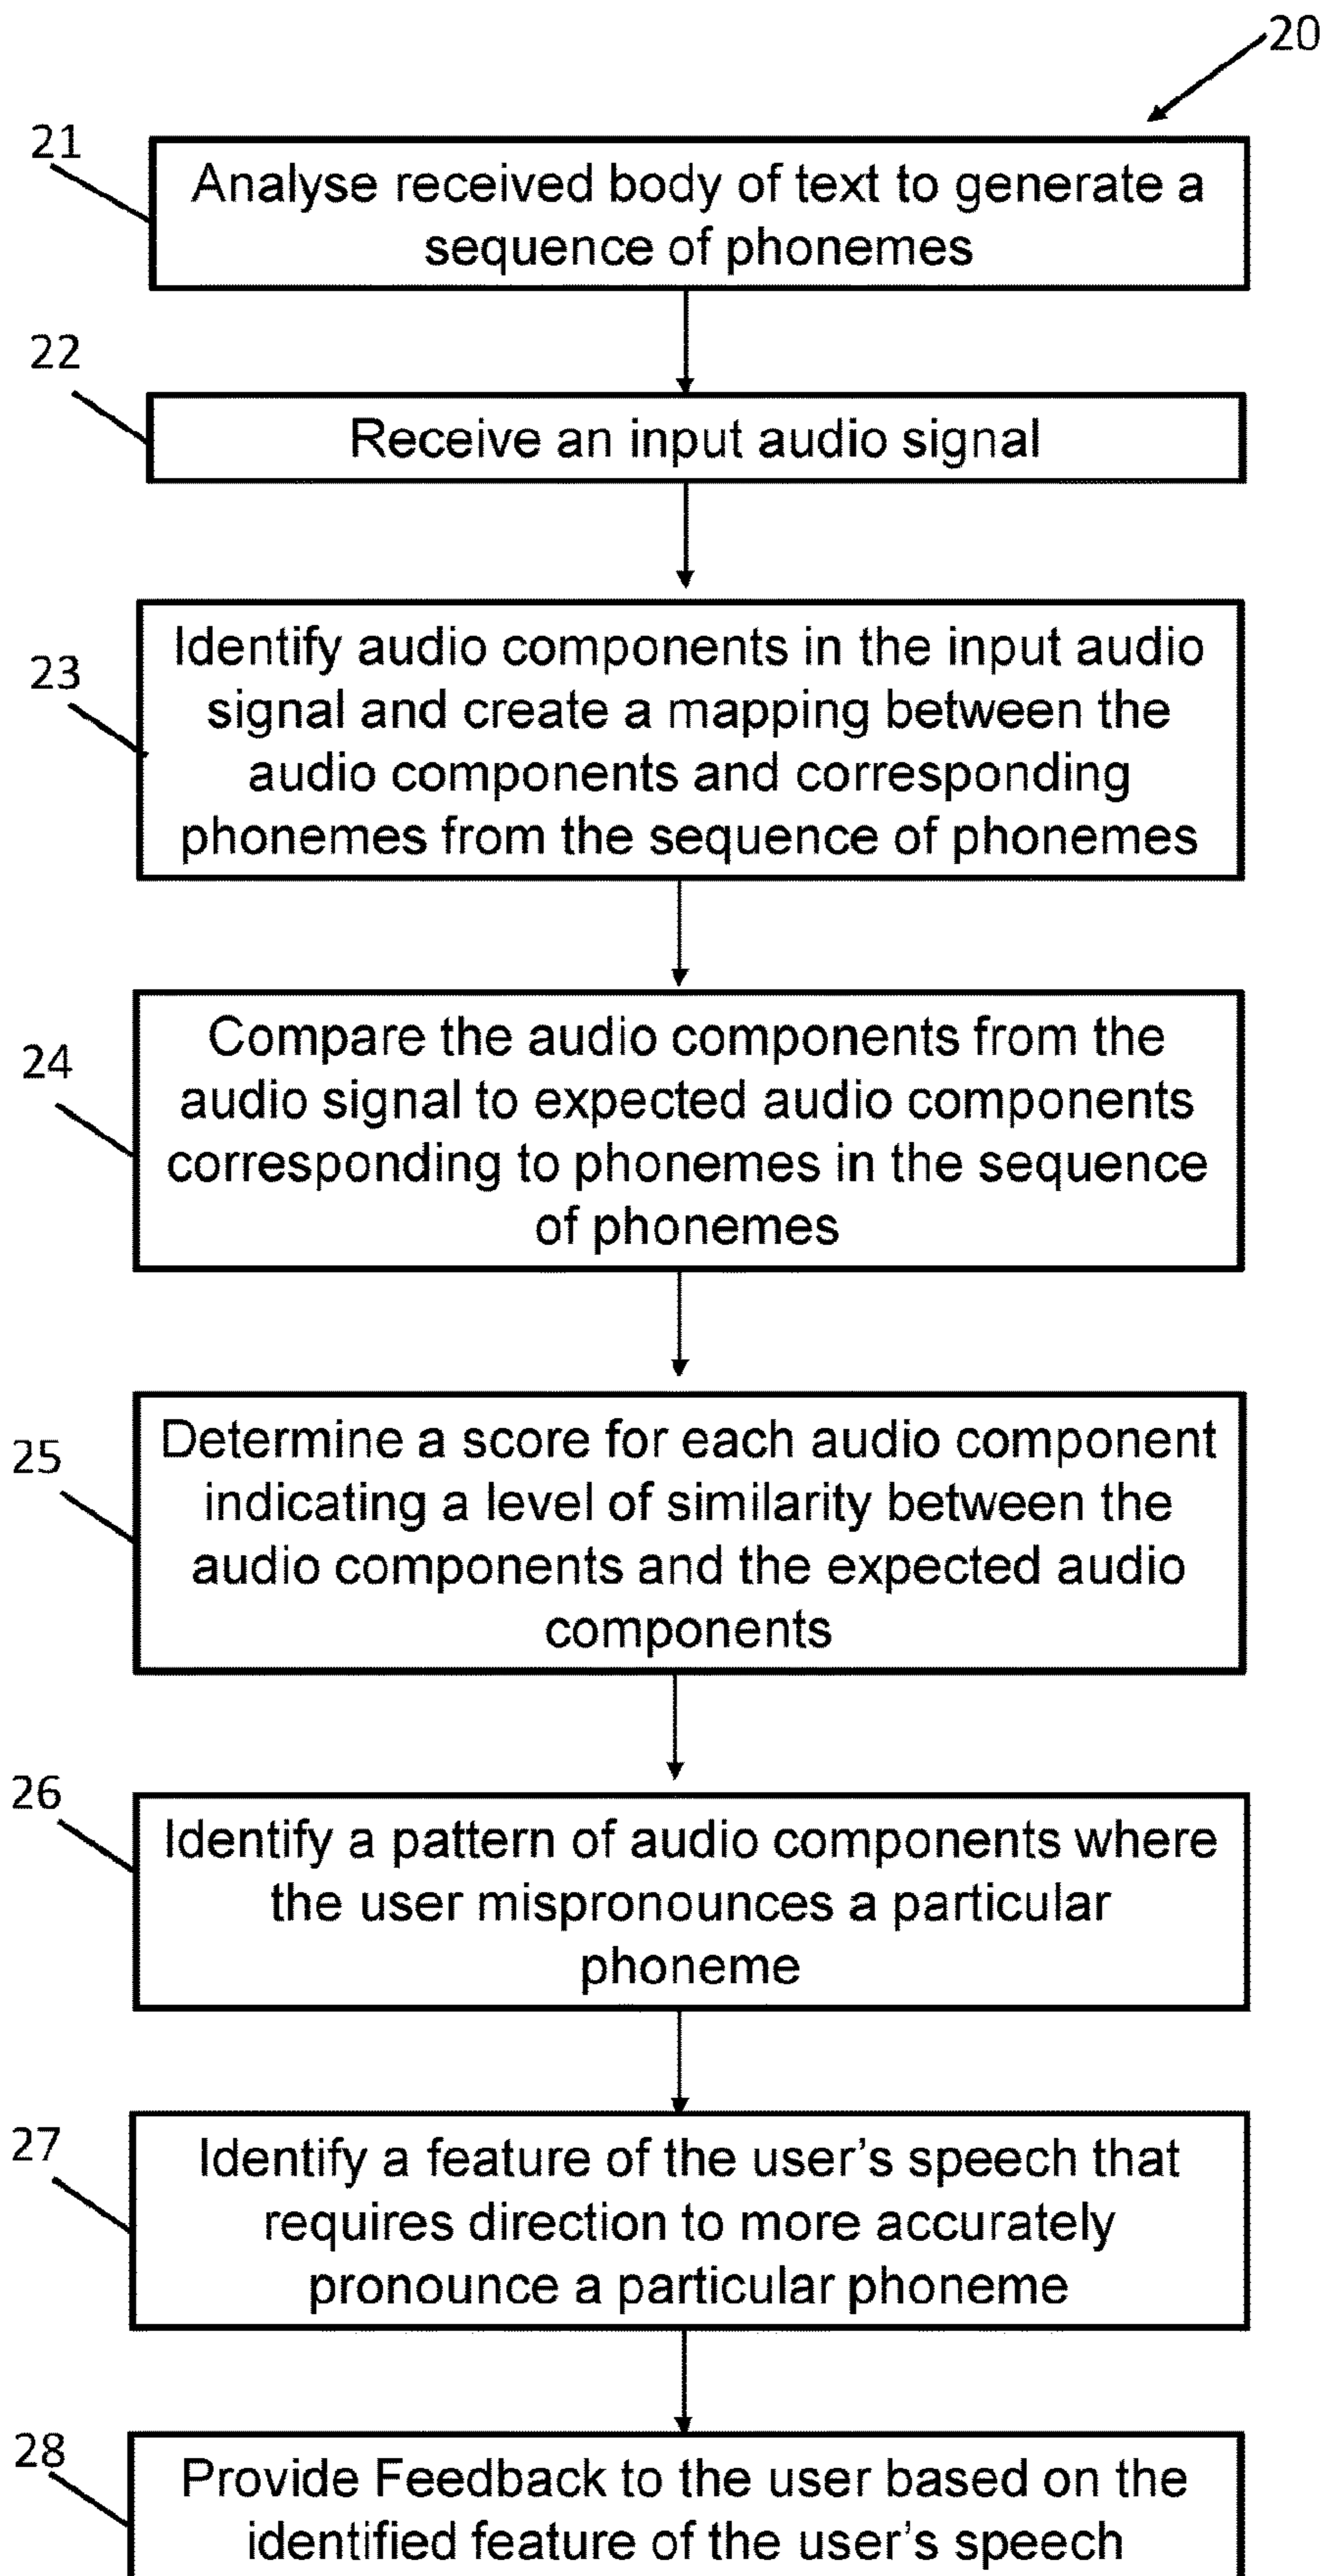 20
21
Analyse received body of text to generate a
sequence of phonemes
22
Receive an input audio signal
23
Identify audio components in the input audio
signal and create a mapping between the
audio components and corresponding
phonemes from the sequence of phonemes
24
Compare the audio components from the
audio signal to expected audio components
corresponding to phonemes in the sequence
of phonemes
25
Determine a score for each audio component
indicating a level of similarity between the
audio components and the expected audio
components
26
Identify a pattern of audio components where
the user mispronounces a particular
phoneme
27
Identify a feature of the user’s speech that
requires direction to more accurately
pronounce a particular phoneme
28
Provide Feedback to the user based on the
identified feature of the user’s speech